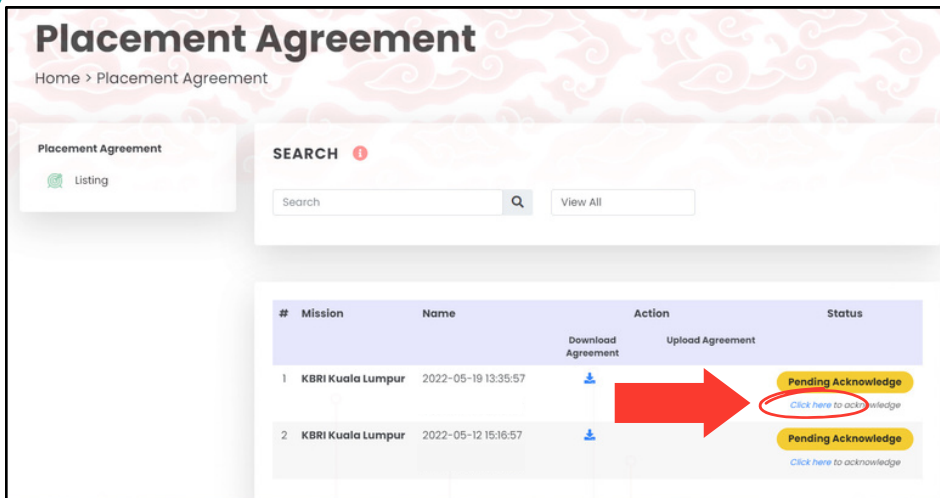 Placement Agreement
Home > Placement Agreement
Placement Agreement
Listing
SEARCH
Search
View All
# Mission Name Action Status
Download Agreement Upload Agreement
1 KBRI Kuala Lumpur 2022-05-19 13:35:57 Pending Acknowledge
Click here to acknowledge
2 KBRI Kuala Lumpur 2022-05-12 15:16:57 Pending Acknowledge
Click here to acknowledge